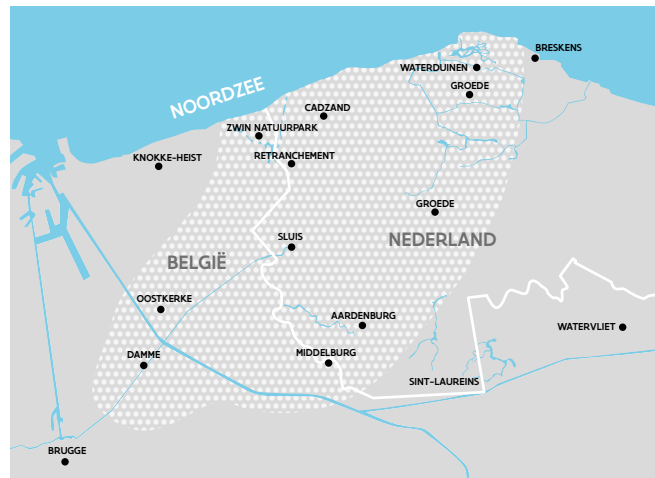 BRESKENS
WATERDUINEN
GROEDE
NOORDZEE
CADZAND
ZWIN NATUURPARK
RETRANCHEMENT
KNOKKE-HEIST
GROEDE
SLUIS
NEDERLAND
BELGIË
OOSTKERKE
AARDENBURG
WATERVLIET
DAMME
MIDDELBURG
SINT-LAUREINS
BRUGGE